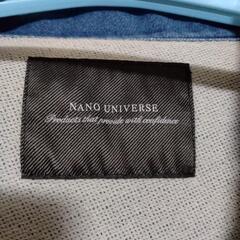 NANO UNIVERSE
Products that provide with confidence